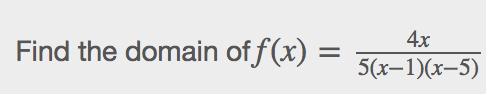 Find the domain of f(x) = 4x / 5(x−1)(x−5)